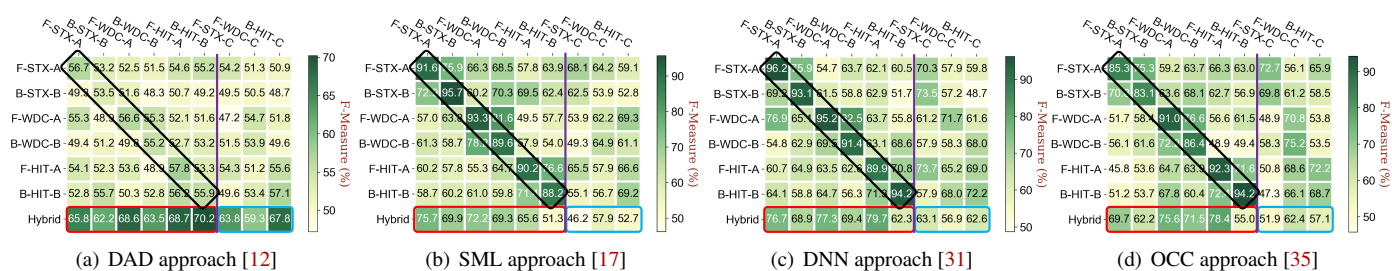 F-STX-A
B-STX-B
F-WDC-A
B-WDC-B
F-HIT-A
B-HIT-B
F-STX-C
F-WDC-C
B-HIT-C
F-STX-A 56.7 53.2 52.5 51.5 54.6 55.2 54.2 51.3 50.9
B-STX-B 53.5 51.6 48.3 50.7 49.2 49.5 50.5 48.7
F-WDC-A 55.3 56.6 55.3 52.1 51.6 47.2 54.7 51.8
B-WDC-B 49.4 51.2 55.2 53.2 51.5 53.9 49.6
F-HIT-A 54.1 52.3 53.6 57.8 53.3 54.3 51.2 55.6
B-HIT-B 52.8 55.7 50.3 52.8 55.9 49.6 53.4 57.1
Hybrid 65.8 62.2 68.6 63.5 68.7 70.2 63.8 59.3 67.8
70
65
60
55
50
F-Measure (%)
(a) DAD approach [12]
F-STX-A
B-STX-B
F-WDC-A
B-WDC-B
F-HIT-A
B-HIT-B
F-STX-C
F-WDC-C
B-HIT-C
F-STX-A 91.6 75.9 66.3 68.5 57.8 63.9 68.1 64.2 59.1
B-STX-B 95.7 60.2 70.3 69.5 62.4 62.5 53.9 52.8
F-WDC-A 57.0 93.3 49.5 57.7 53.9 62.2 69.3
B-WDC-B 61.3 58.7 89.6 57.9 54.0 49.3 64.9 61.1
F-HIT-A 60.2 57.8 55.3 90.2 76.6 65.5 57.9 66.6
B-HIT-B 58.7 60.2 61.0 59.8 88.2 55.1 56.7 69.2
Hybrid 75.7 69.9 72.2 69.3 65.6 51.3 46.2 57.9 52.7
90
80
70
60
50
F-Measure (%)
(b) SML approach [17]
F-STX-A
B-STX-B
F-WDC-A
B-WDC-B
F-HIT-A
B-HIT-B
F-STX-C
F-WDC-C
B-HIT-C
F-STX-A 96.2 75.9 54.7 63.7 62.1 60.5 70.3 57.9 59.8
B-STX-B 93.1 61.5 57.8 62.9 51.7 73.5 57.2
F-WDC-A 76.9 95.2 63.7 55.8 61.2 71.7 61.6
B-WDC-B 54.8 62.9 91.4 63.1 68.6 57.9 58.3 68.0
F-HIT-A 62.1 60.3 57.9 89.9 70.8 73.7 65.2 69.0
B-HIT-B 64.1 58.8 64.7 56.3 94.2 57.9 68.0 72.2
Hybrid 76.7 68.9 77.3 69.4 79.7 62.3 63.1 56.9 62.6
90
80
70
60
50
F-Measure (%)
(c) DNN approach [31]
F-STX-A
B-STX-B
F-WDC-A
B-WDC-B
F-HIT-A
B-HIT-B
F-STX-C
F-WDC-C
B-HIT-C
F-STX-A 85.3 75.3 59.2 63.7 66.3 63.0 72.7 56.1 65.9
B-STX-B 83.1 63.6 68.1 62.7 56.9 69.8 61.2 58.5
F-WDC-A 51.7 91.0 76.6 56.6 61.5 48.9 70.8 53.8
B-WDC-B 56.1 61.6 86.4 48.9 49.4 58.3 75.2 53.5
F-HIT-A 45.8 53.6 64.7 92.3 50.8 68.6 72.2
B-HIT-B 51.2 53.7 67.8 60.4 94.2 47.3 66.1 68.7
Hybrid 69.7 62.2 75.6 71.5 78.4 55.0 51.9 62.4 57.1
90
80
70
60
50
F-Measure (%)
(d) OCC approach [35]